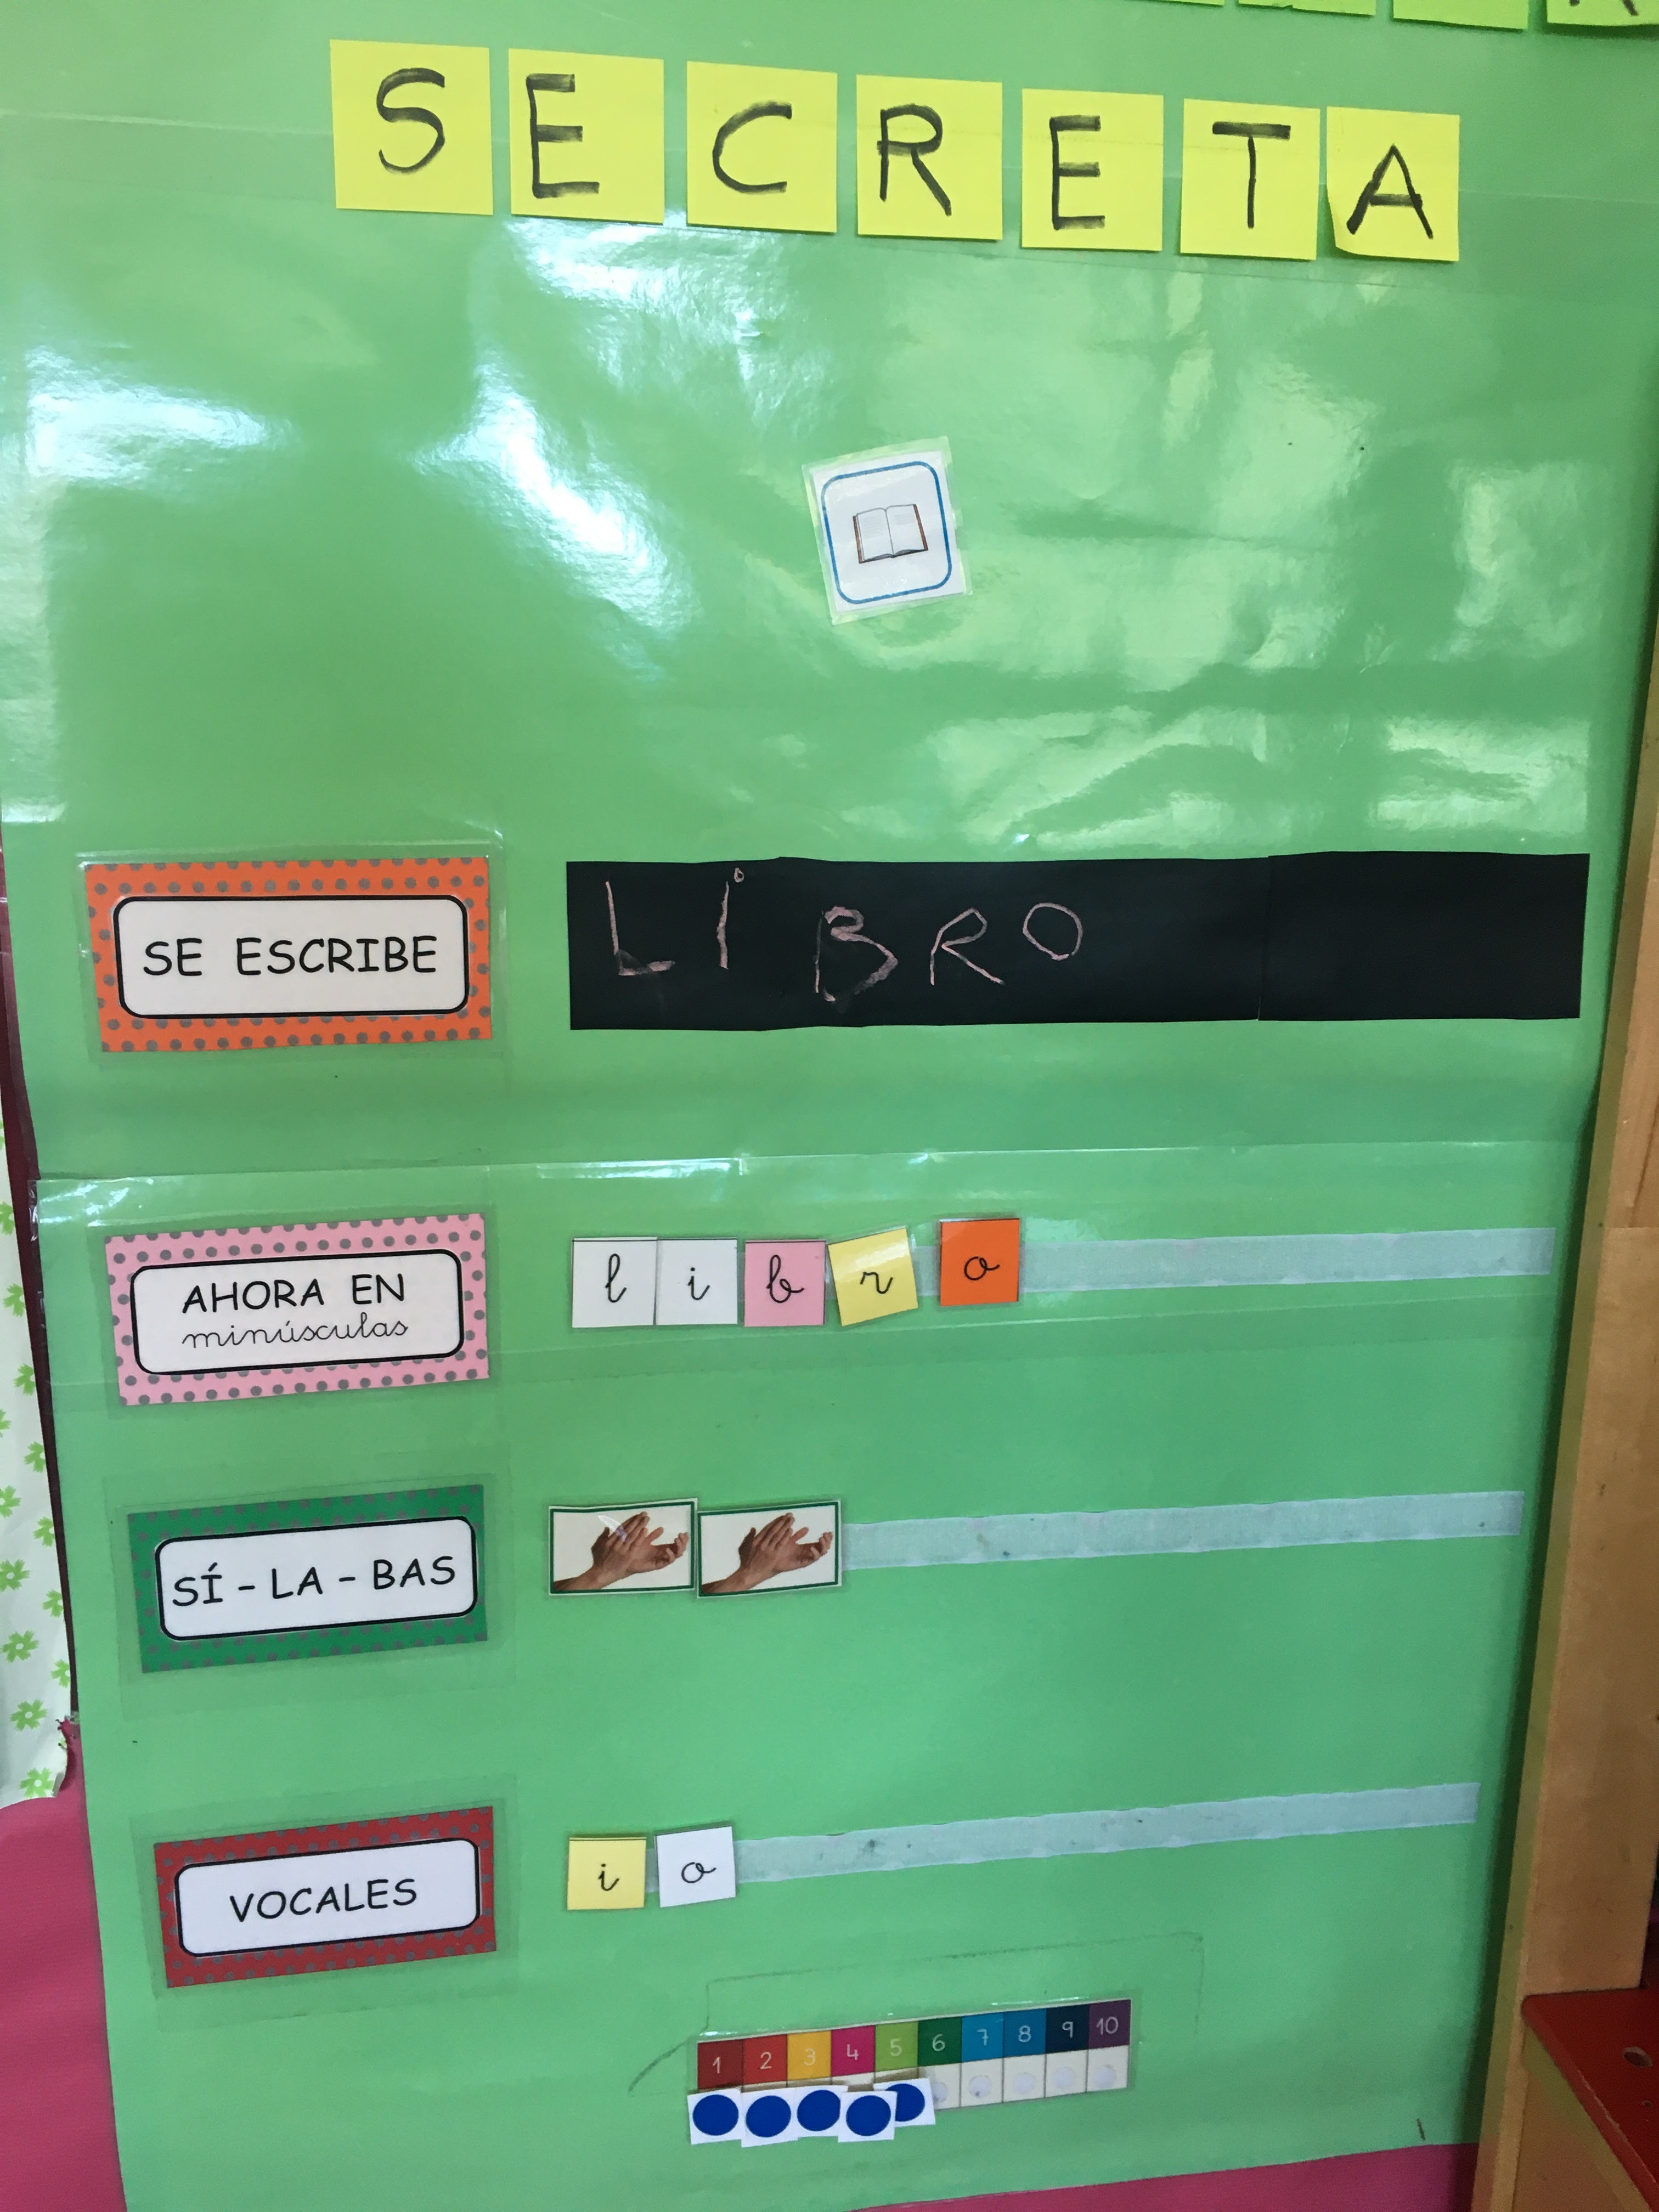 SECRETA
SE ESCRIBE
LIBRO
AHORA EN
minúsculas
l i b r o
SÍ-LA-BAS
VOCALES
i o
1 2 3 4 5 6 7 8 9 10